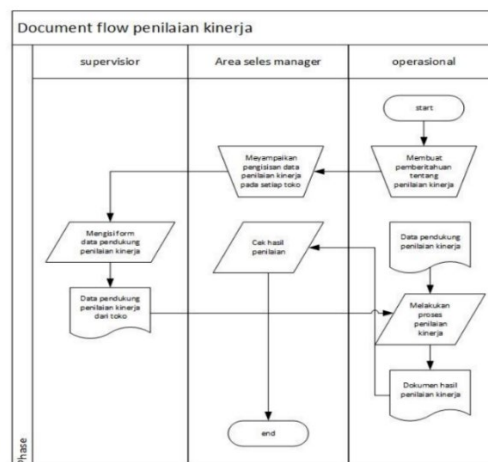 Document flow penilaian kinerja
supervisior
Area seles manager
operasional
start
Meyampaikan
pengisisan data
penilaian kinerja
pada setiap toko
Membuat
pemberitahuan
tentang
penilaian kinerja
Mengisi form
data pendukung
penilaian kinerja
Cek hasil
penilaian
Data pendukung
penilaian kinerja
Data pendukung
penilaian kinerja
dari toko
Melakukan
proses
penilaian
kinerja
Dokumen hasil
penilaian kinerja
end
Phase